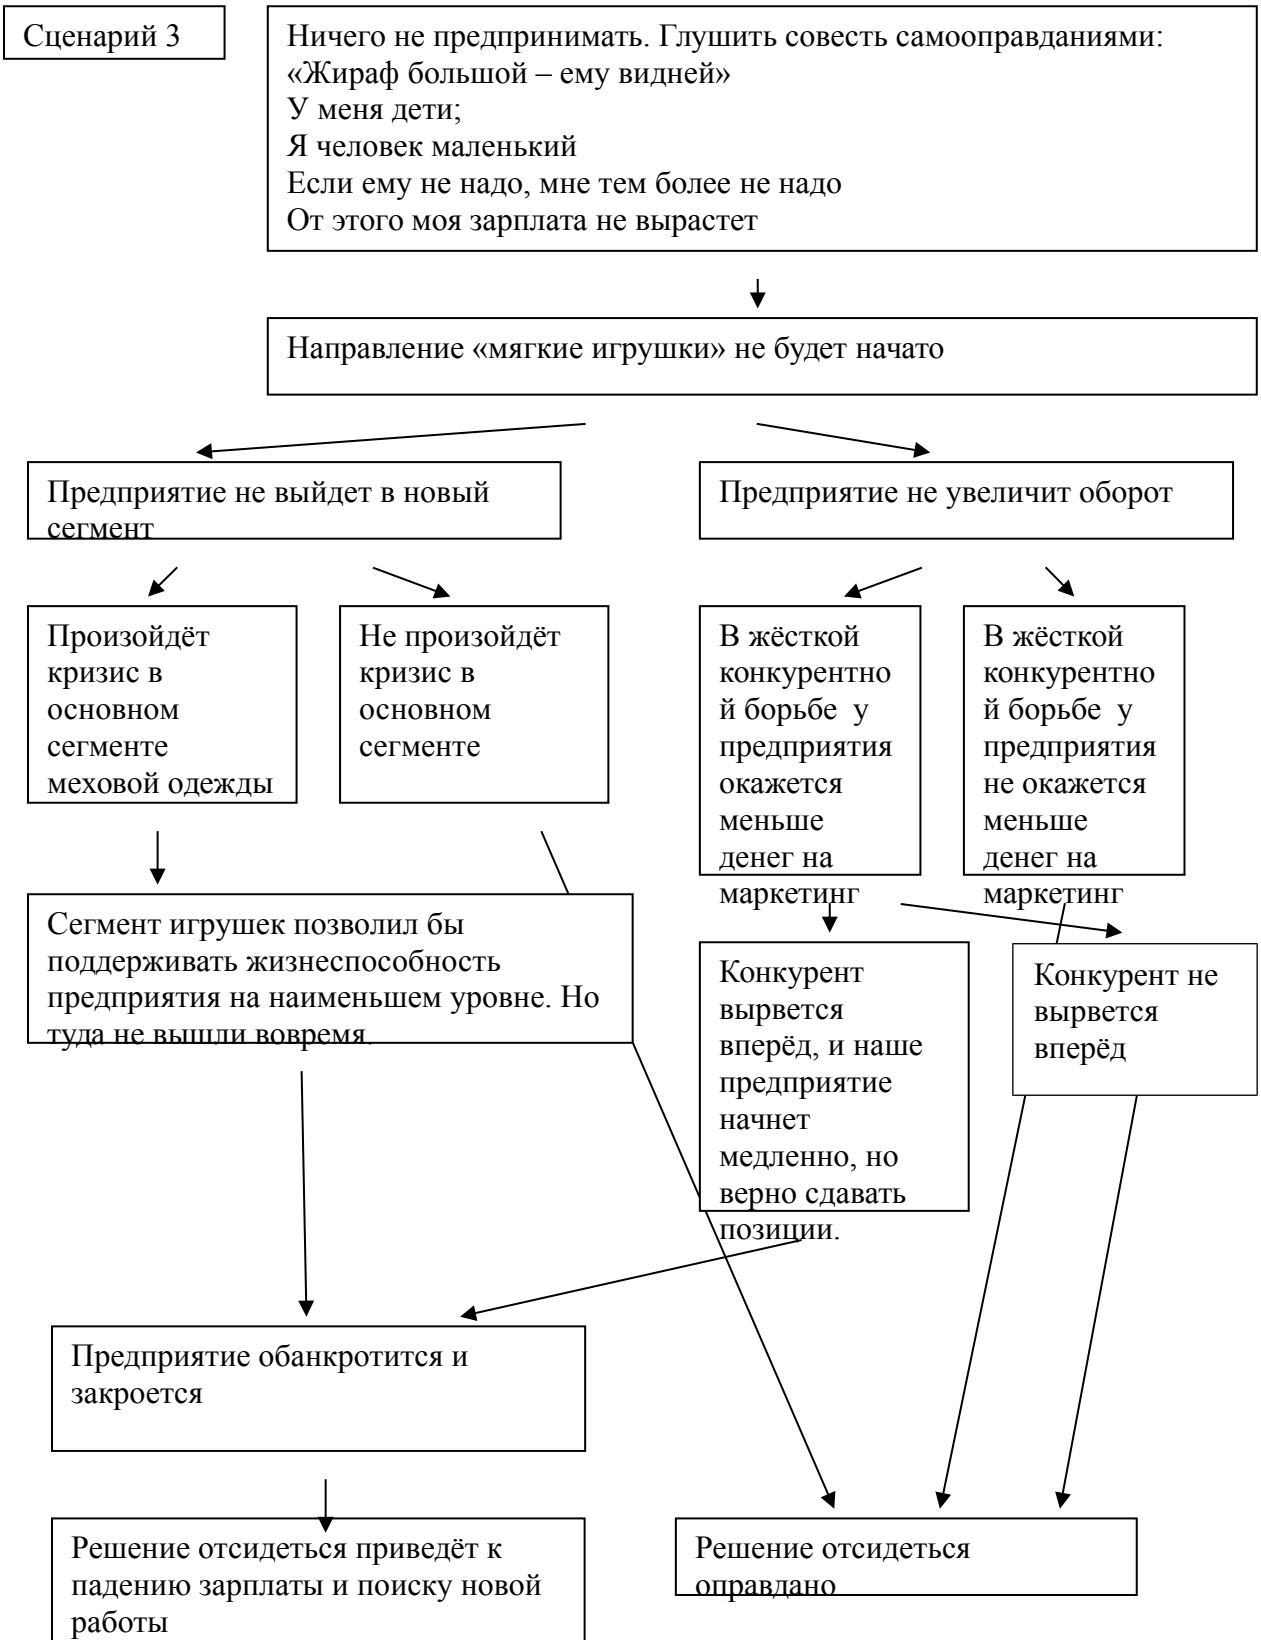 Сценарий 3
Ничего не предпринимать. Глушить совесть самооправданиями:
«Жираф большой – ему видней»
У меня дети;
Я человек маленький
Если ему не надо, мне тем более не надо
От этого моя зарплата не вырастет
Направление «мягкие игрушки» не будет начато
Предприятие не выйдет в новый
сегмент
Предприятие не увеличит оборот
Произойдёт
кризис в
основном
сегменте
меховой одежды
Не произойдёт
кризис в
основном
сегменте
В жёсткой
конкурентно
й борьбе  у
предприятия
окажется
меньше
денег на
маркетинг
В жёсткой
конкурентно
й борьбе  у
предприятия
не окажется
меньше
денег на
маркетинг
Сегмент игрушек позволил бы
поддерживать жизнеспособность
предприятия на наименьшем уровне. Но
туда не вышли вовремя.
Конкурент
вырвется
вперёд, и наше
предприятие
начнет
медленно, но
верно сдавать
позиции.
Конкурент не
вырвется
вперёд
Предприятие обанкротится и
закроется
Решение отсидеться приведёт к
падению зарплаты и поиску новой
работы
Решение отсидеться
оправдано